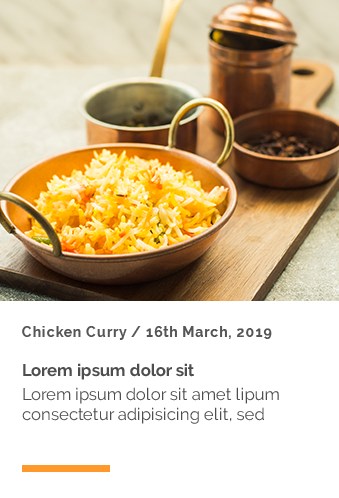 Chicken Curry / 16th March, 2019
Lorem ipsum dolor sit
Lorem ipsum dolor sit amet lipum
consectetur adipisicing elit, sed